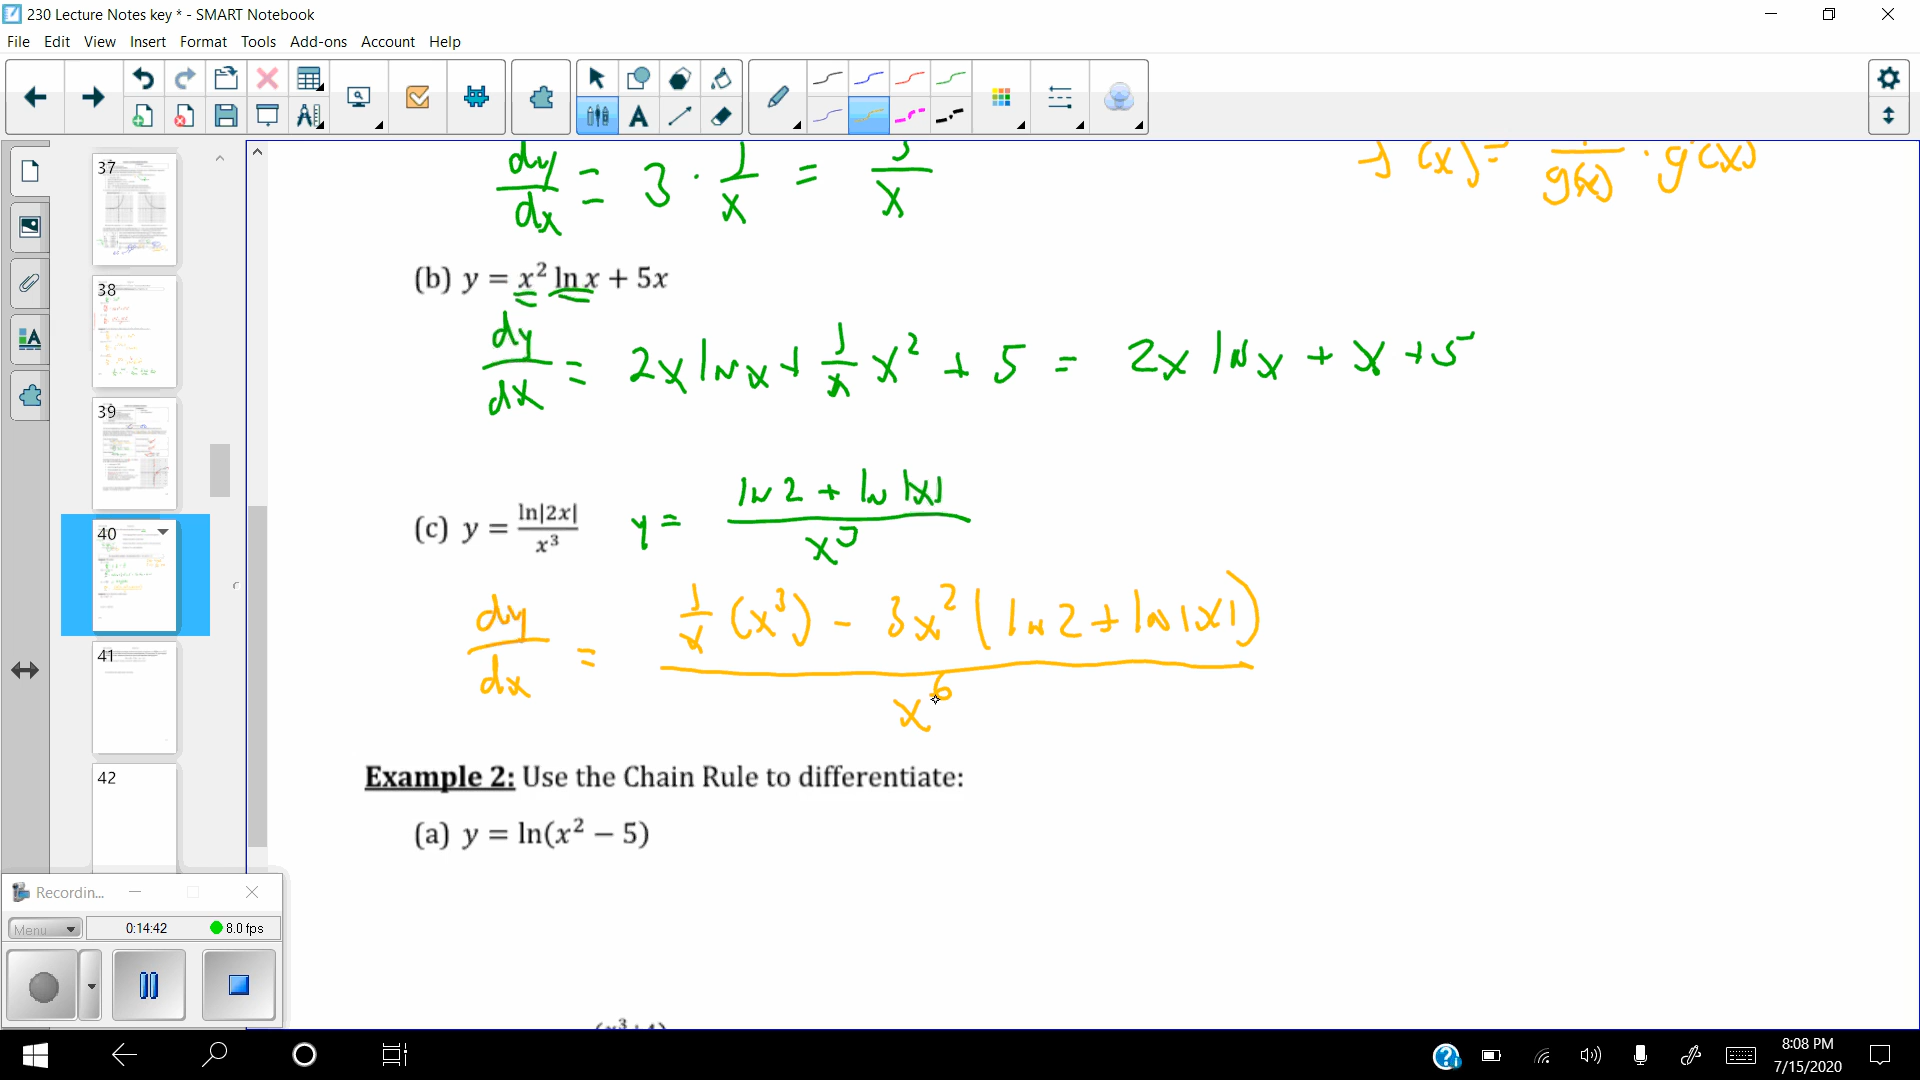 230 Lecture Notes key * - SMART Notebook
File Edit View Insert Format Tools Add-ons Account Help
37
38
39
40
41
42
dy/dx = 3 · 1/x = 3/x
f'(x) = 1/g(x) · g'(x)
(b) y = x² ln x + 5x
dy/dx = 2x ln x + 1/x x² + 5 = 2x ln x + x + 5
(c) y = ln|2x|/x³ y = ln 2 + ln |x| / x³
dy/dx = 1/x (x³) - 3x² (ln 2 + ln |x|) / x⁶
Example 2: Use the Chain Rule to differentiate:
(a) y = ln(x² − 5)
Recordin...
Menu 0:14:42 8.0 fps
8:08 PM
7/15/2020